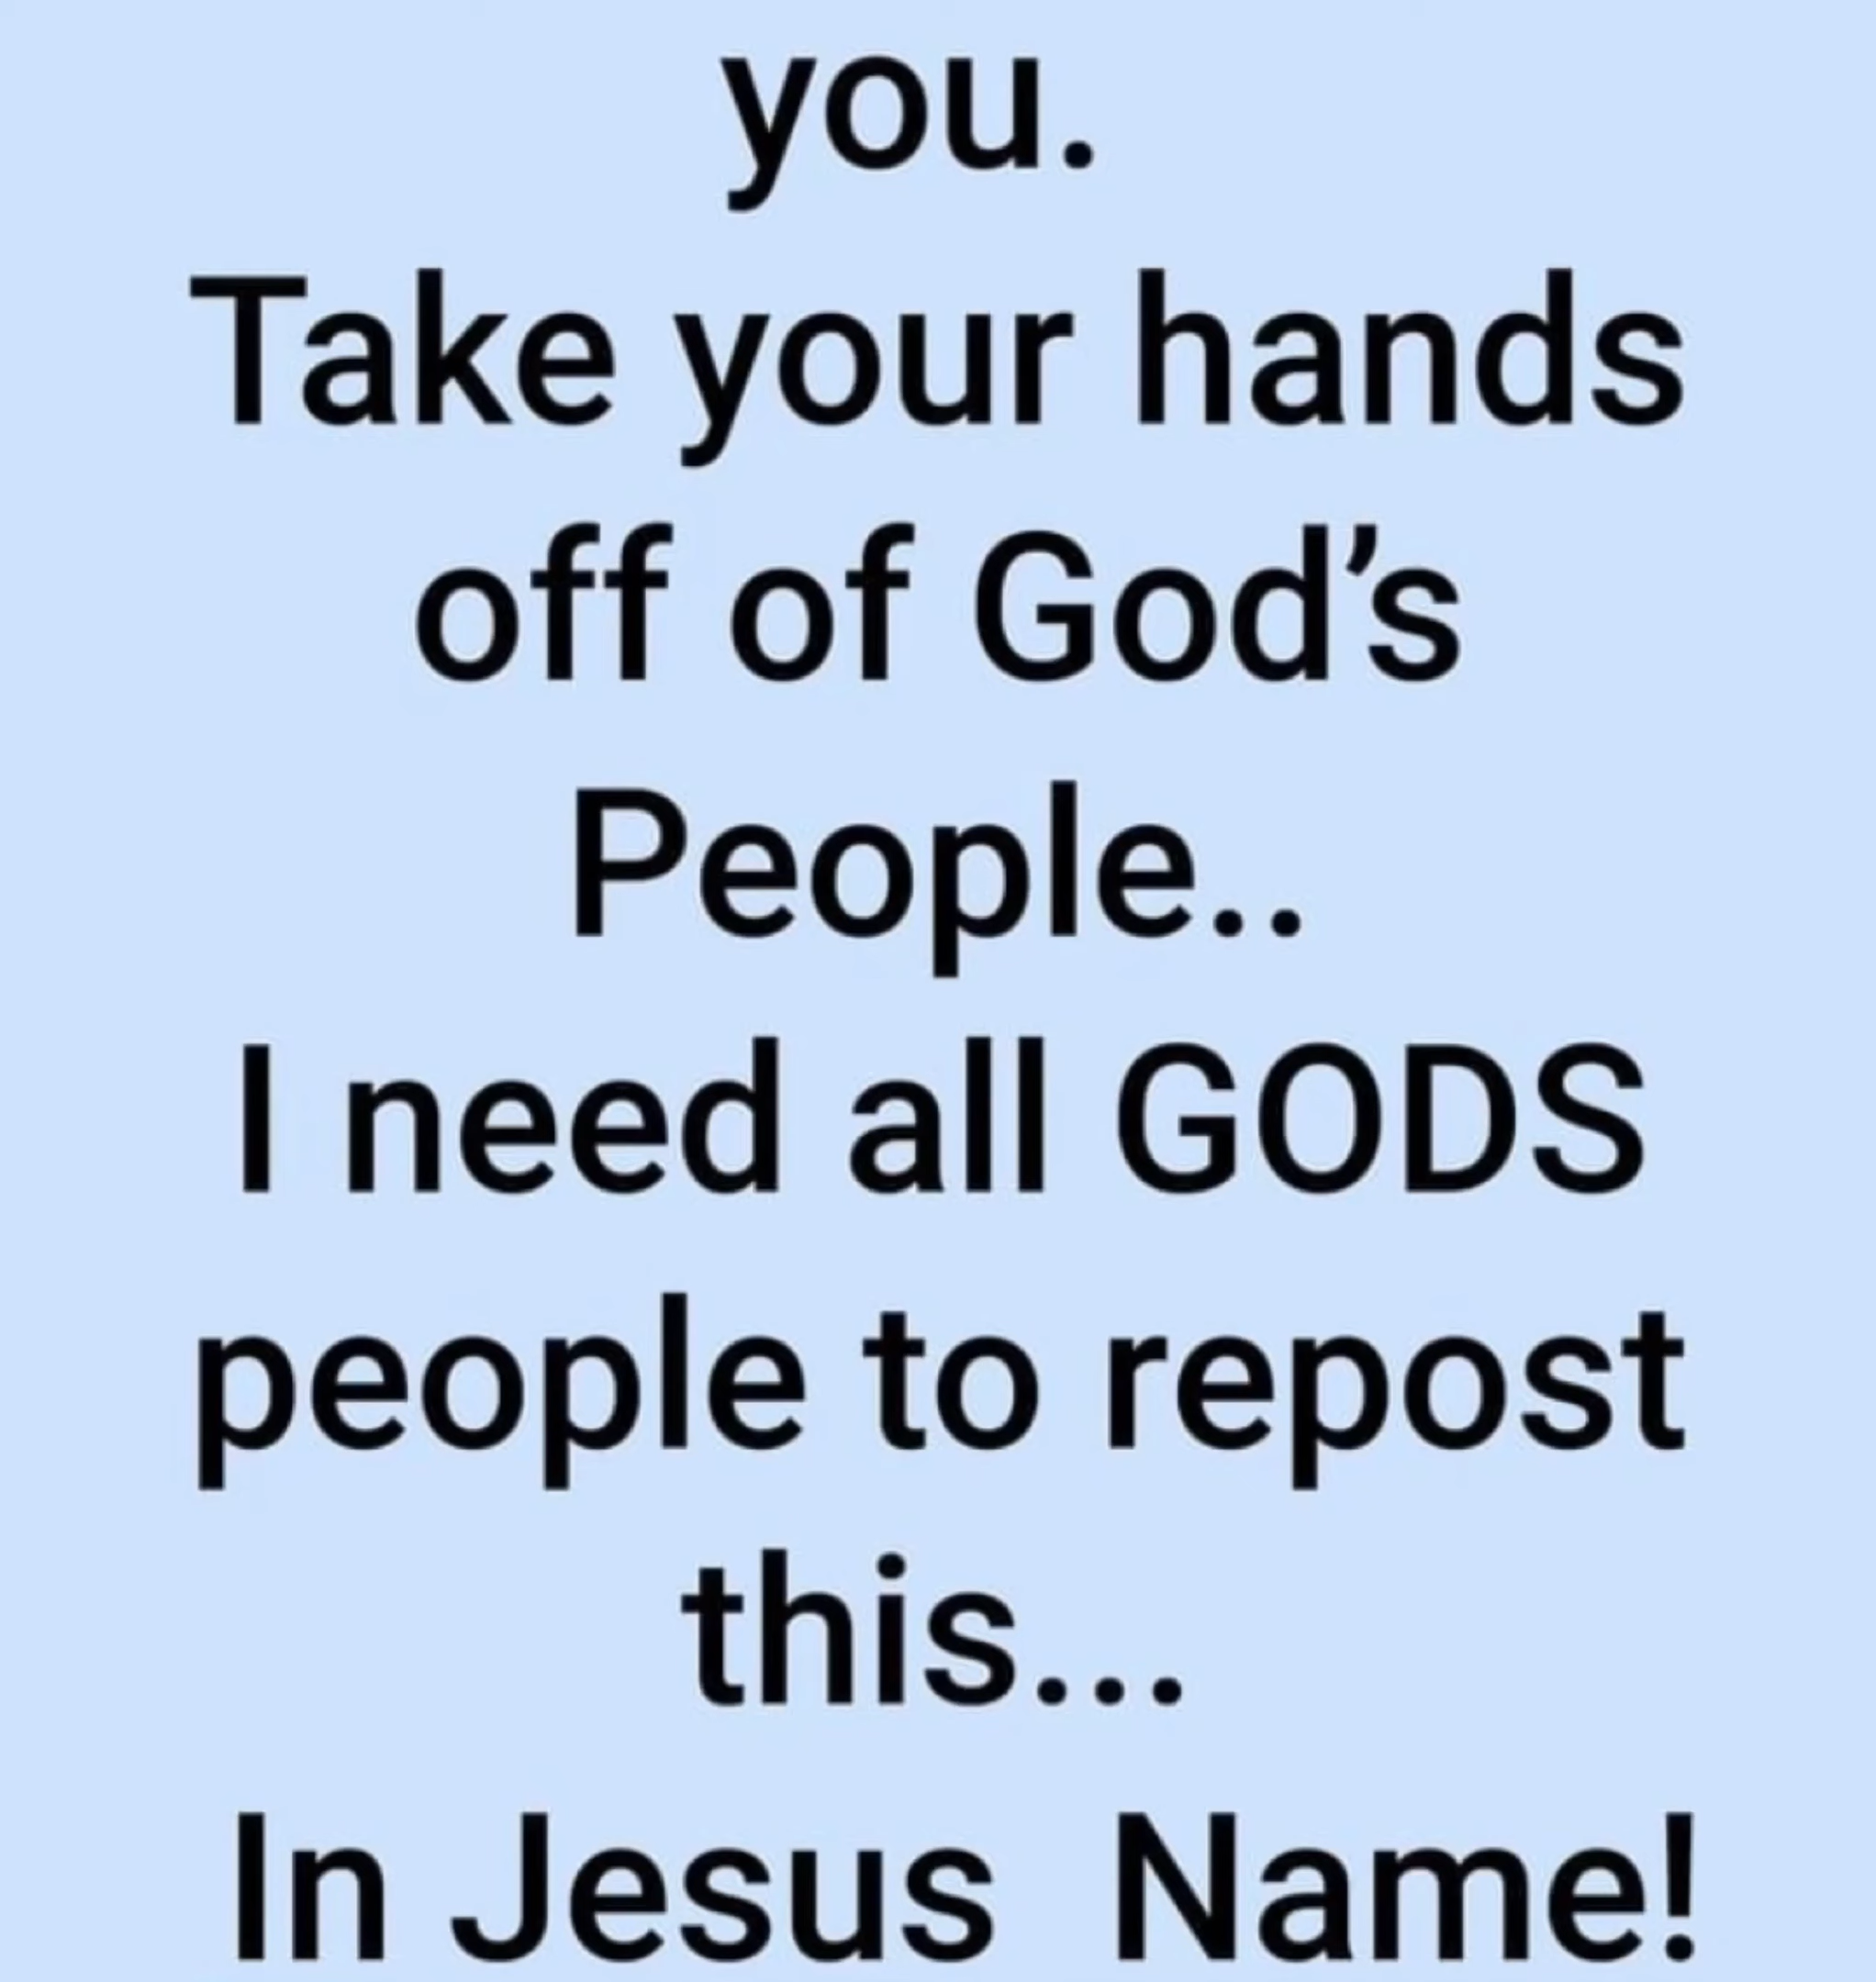 you.
Take your hands
off of God’s
People..
I need all GODS
people to repost
this...
In Jesus  Name!